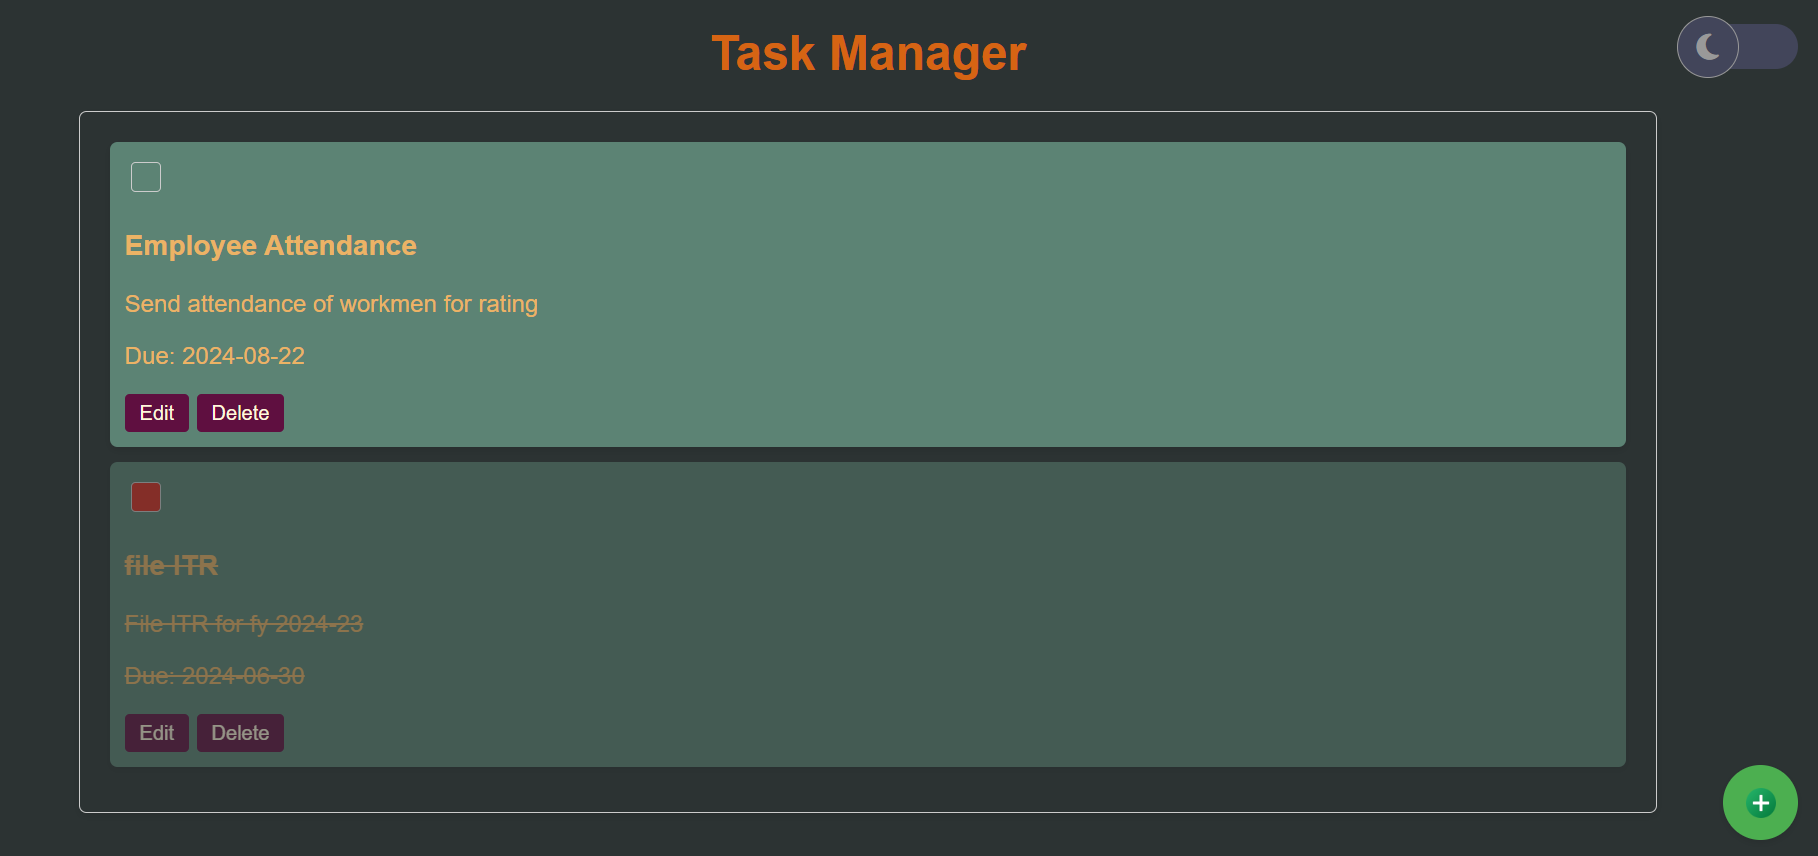 Task Manager
Employee Attendance
Send attendance of workmen for rating
Due: 2024-08-22
Edit Delete
file ITR
File ITR for fy 2024-23
Due: 2024-06-30
Edit Delete